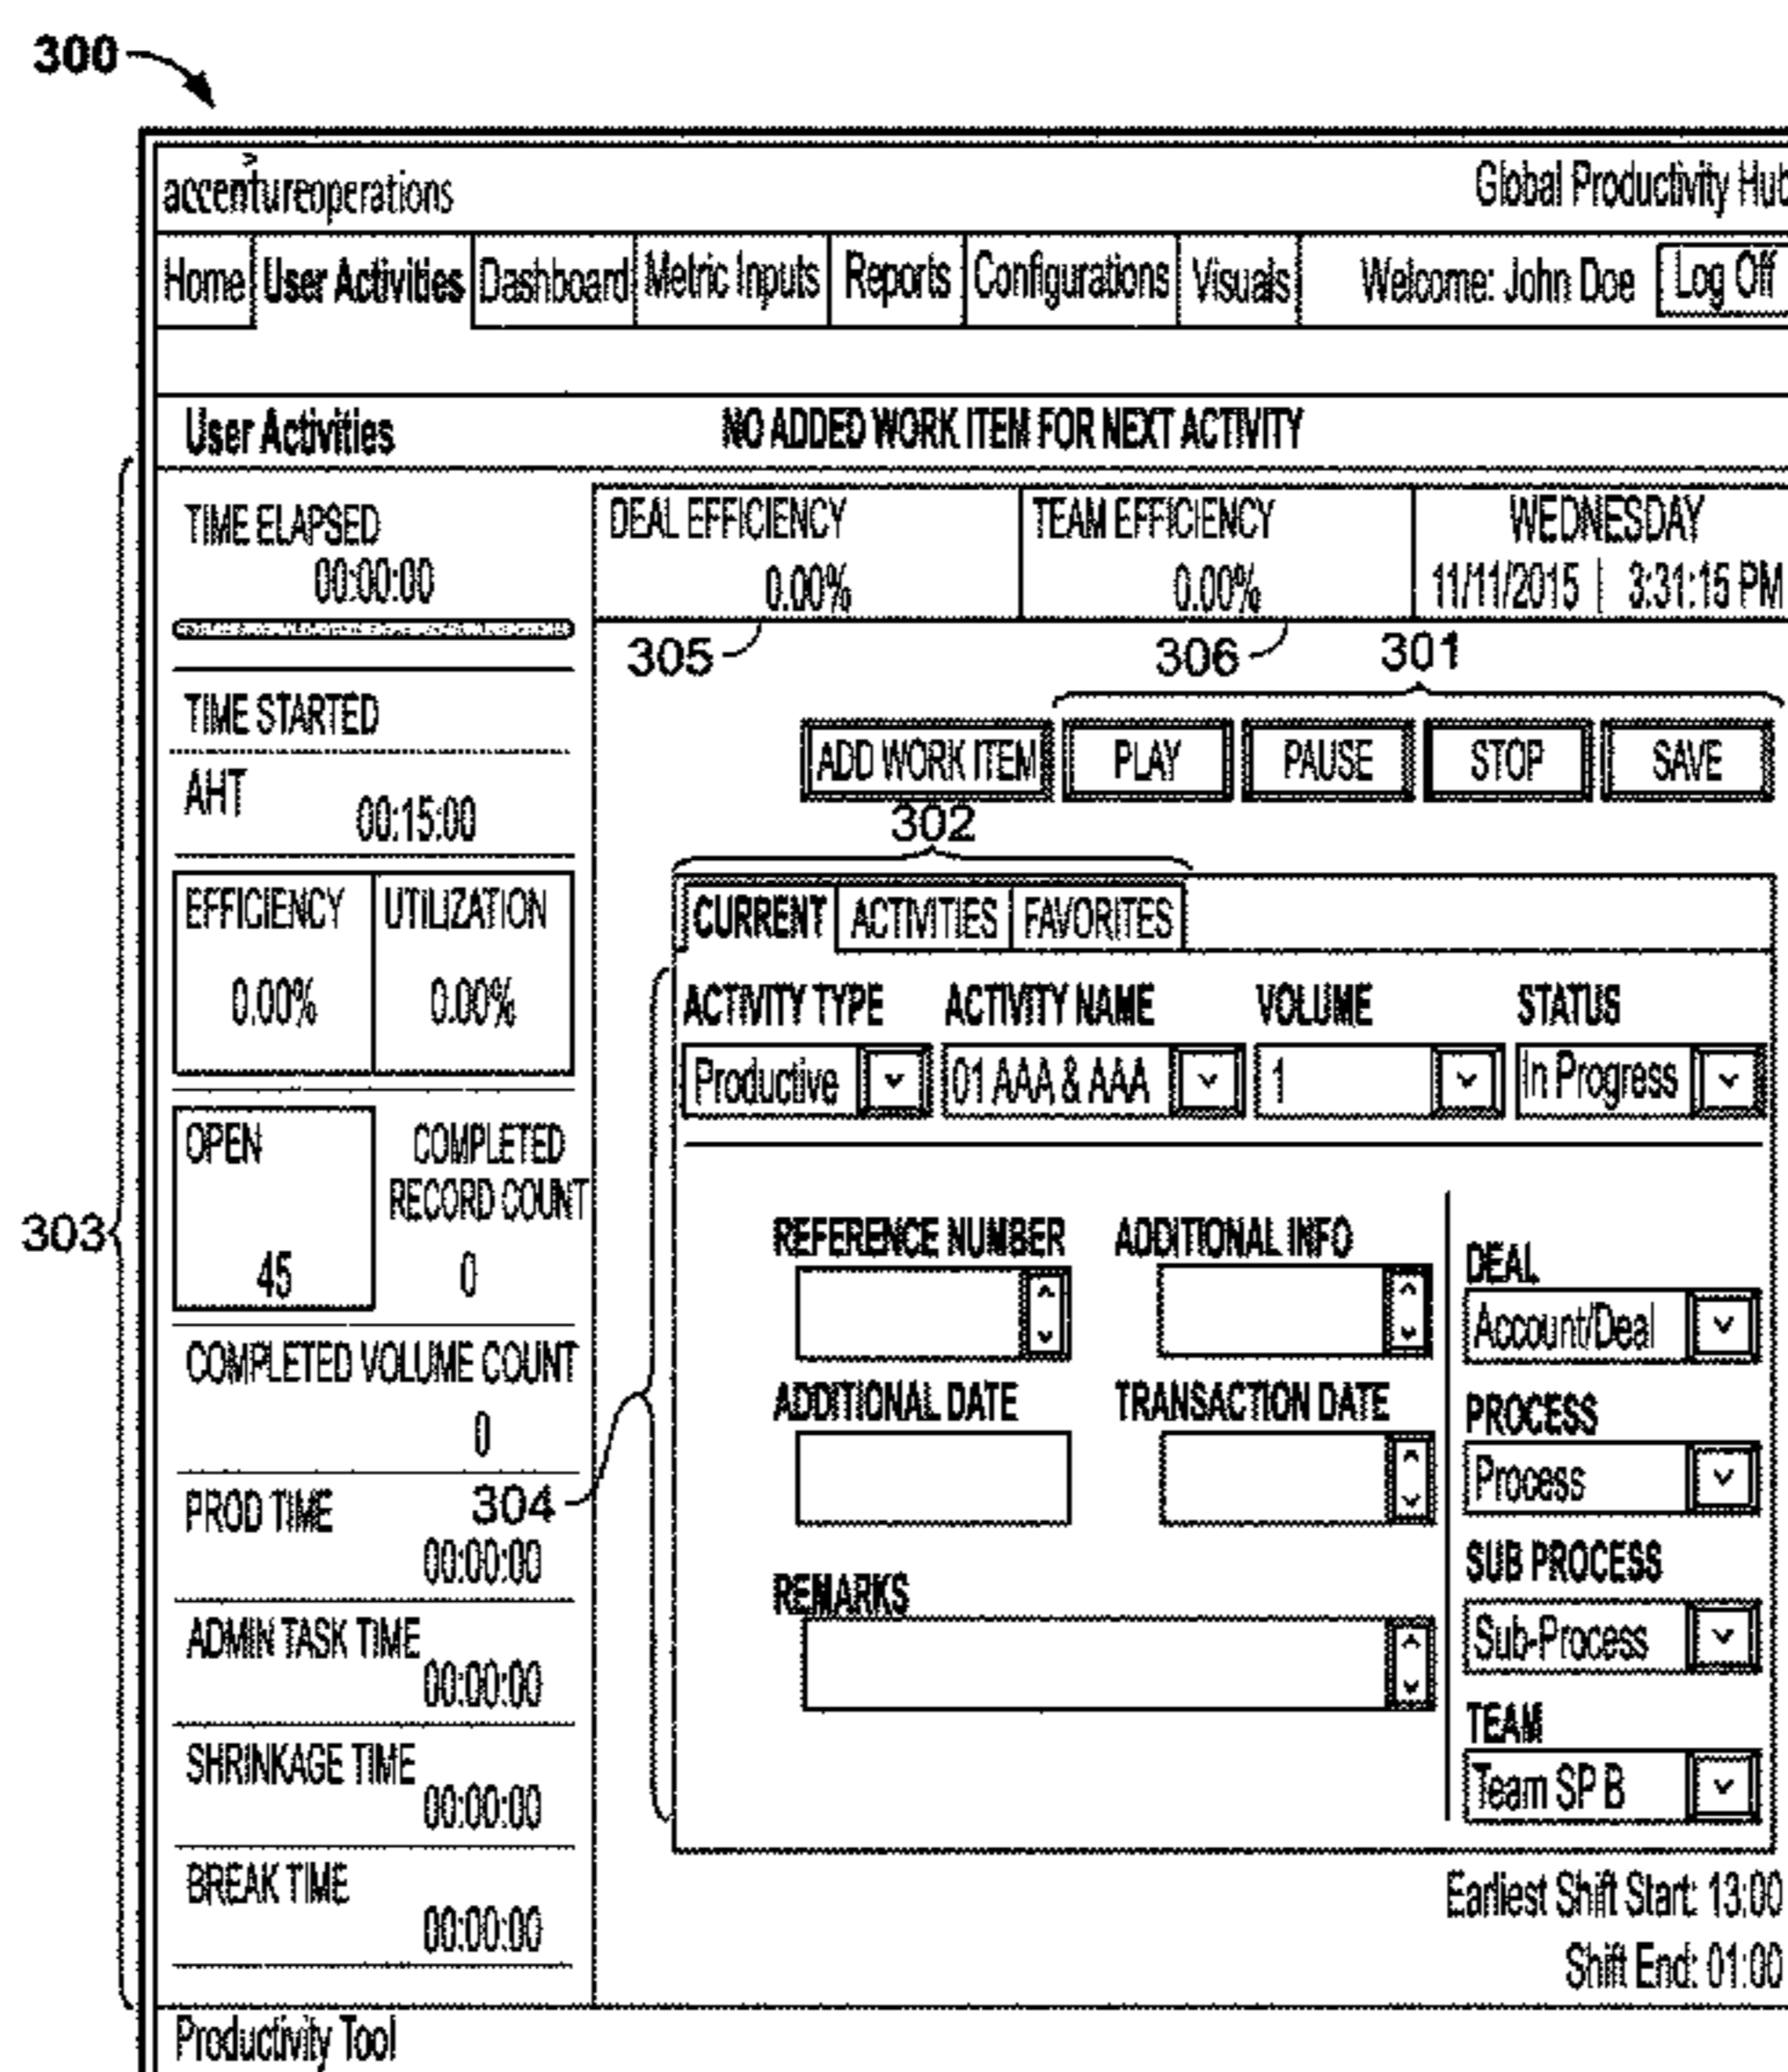 300
accentureoperations
Global Productivity Hub
Home User Activities Dashboard Metric Inputs Reports Configurations Visuals Welcome: John Doe Log Off
User Activities NO ADDED WORK ITEM FOR NEXT ACTIVITY
303
TIME ELAPSED
00:00:00
TIME STARTED
AHT
00:15:00
EFFICIENCY UTILIZATION
0.00% 0.00%
OPEN COMPLETED
RECORD COUNT
45 0
COMPLETED VOLUME COUNT
0
PROD TIME
00:00:00
ADMIN TASK TIME
00:00:00
SHRINKAGE TIME
00:00:00
BREAK TIME
00:00:00
DEAL EFFICIENCY TEAM EFFICIENCY WEDNESDAY
0.00% 0.00% 11/11/2015 | 3:31:15 PM
305 306 301
ADD WORK ITEM PLAY PAUSE STOP SAVE
302
CURRENT ACTIVITIES FAVORITES
304
ACTIVITY TYPE ACTIVITY NAME VOLUME STATUS
Productive 01 AAA & AAA 1 In Progress
REFERENCE NUMBER ADDITIONAL INFO
ADDITIONAL DATE TRANSACTION DATE
REMARKS
DEAL
Account/Deal
PROCESS
Process
SUB PROCESS
Sub-Process
TEAM
Team SP B
Earliest Shift Start: 13:00
Shift End: 01:00
Productivity Tool